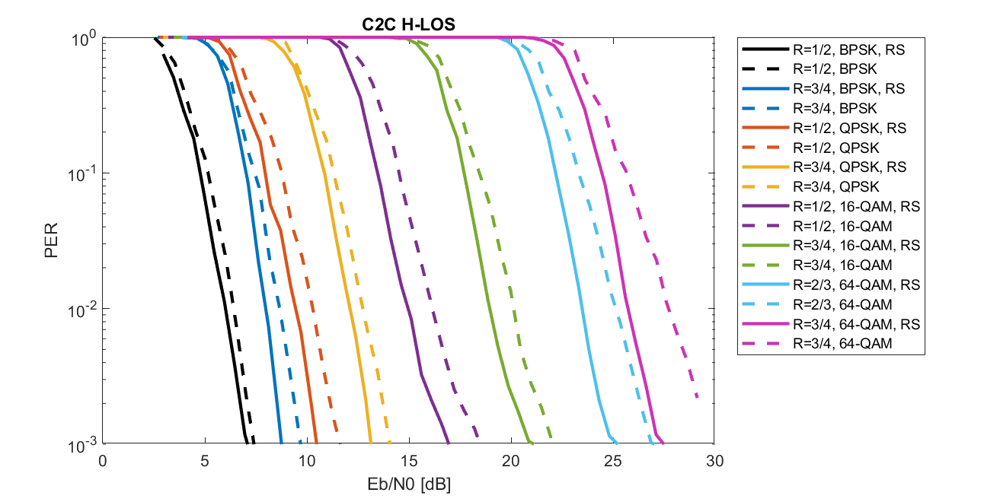 C2C H-LOS
10^0
10^-1
10^-2
10^-3
PER
0 5 10 15 20 25 30
Eb/N0 [dB]
R=1/2, BPSK, RS
R=1/2, BPSK
R=3/4, BPSK, RS
R=3/4, BPSK
R=1/2, QPSK, RS
R=1/2, QPSK
R=3/4, QPSK, RS
R=3/4, QPSK
R=1/2, 16-QAM, RS
R=1/2, 16-QAM
R=3/4, 16-QAM, RS
R=3/4, 16-QAM
R=2/3, 64-QAM, RS
R=2/3, 64-QAM
R=3/4, 64-QAM, RS
R=3/4, 64-QAM